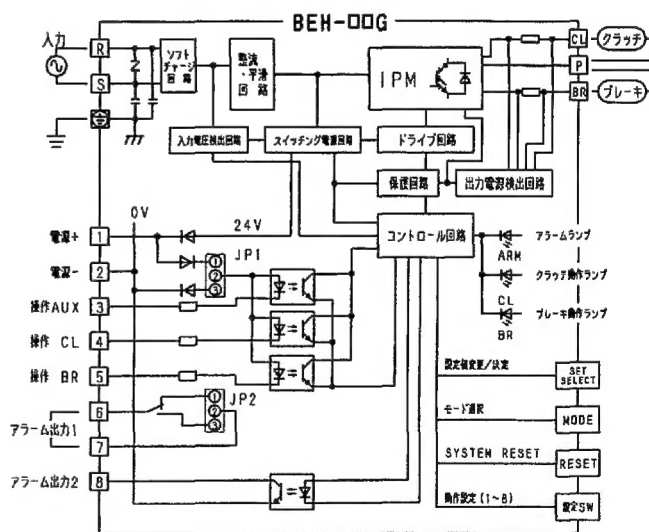 BEH-□□G
入力
R
S
ソフト
チャージ
回路
整流
・平滑
回路
IPM
CL
クラッチ
P
BR
ブレーキ
入力電圧検出回路
スイッチング電源回路
ドライブ回路
保護回路
出力電源検出回路
コントロール回路
0V
24V
電源+
1
電源-
2
操作AUX
3
操作 CL
4
操作 BR
5
JP1
①
②
③
6
アラーム出力1
7
JP2
①
②
③
アラーム出力2
8
アラームランプ
ARM
クラッチ動作ランプ
CL
ブレーキ動作ランプ
BR
設定値変更/決定
SET
SELECT
モード選択
MODE
SYSTEM RESET
RESET
動作設定(1~8)
設定SW